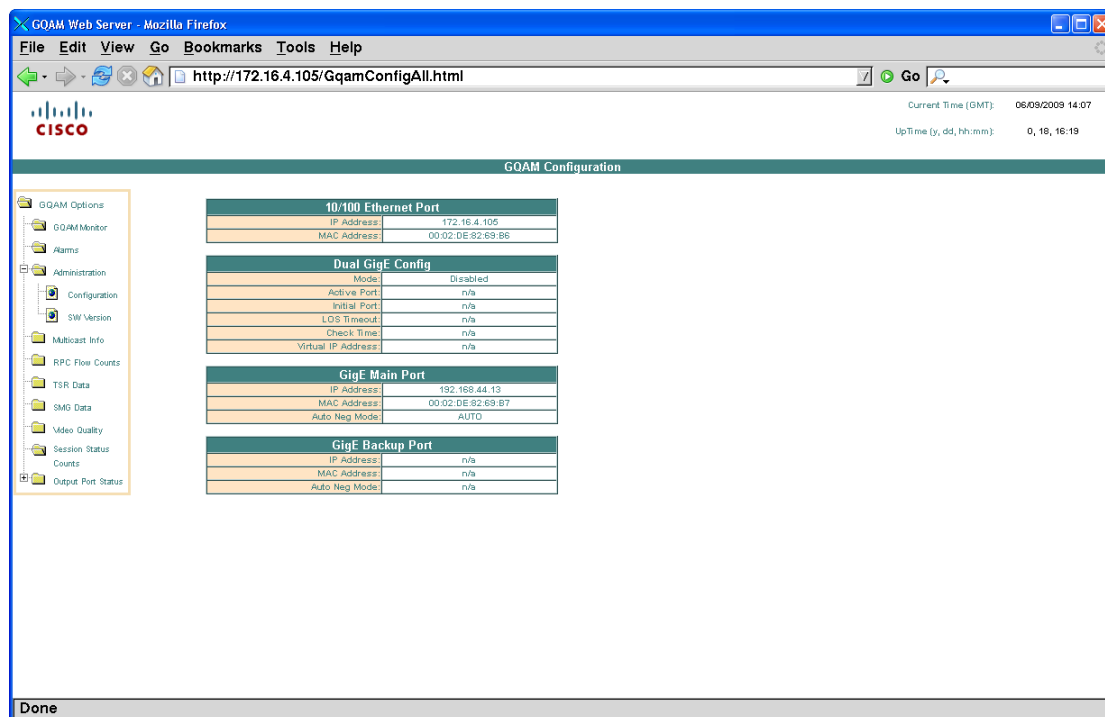 GQAM Web Server - Mozilla Firefox
File Edit View Go Bookmarks Tools Help
http://172.16.4.105/GqamConfigAll.html Go
CISCO
Current Time (GMT): 06/09/2009 14:07
UpTime (y, dd, hh:mm): 0, 18, 16:19
GQAM Configuration
GQAM Options
GQAM Monitor
Alarms
Administration
Configuration
SW Version
Multicast Info
RPC Flow Counts
TSR Data
SMG Data
Video Quality
Session Status
Counts
Output Port Status
10/100 Ethernet Port
IP Address: 172.16.4.105
MAC Address: 00:02:DE:82:69:B6
Dual GigE Config
Mode: Disabled
Active Port: n/a
Initial Port: n/a
LOS Timeout: n/a
Check Time: n/a
Virtual IP Address: n/a
GigE Main Port
IP Address: 192.168.44.13
MAC Address: 00:02:DE:82:69:B7
Auto Neg Mode: AUTO
GigE Backup Port
IP Address: n/a
MAC Address: n/a
Auto Neg Mode: n/a
Done